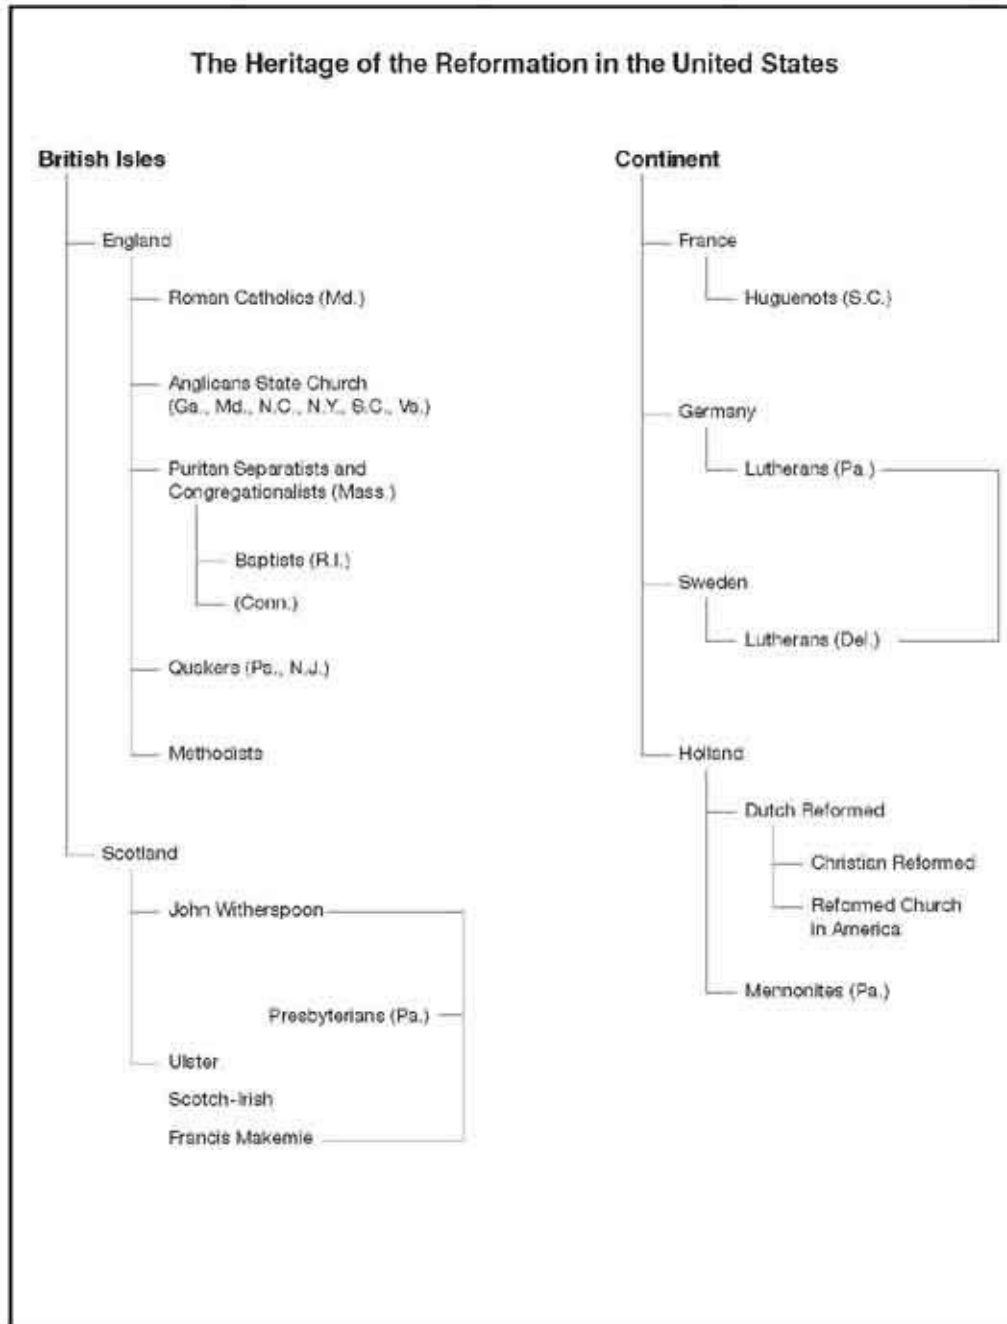 The Heritage of the Reformation in the United States
British Isles
England
Roman Catholics (Md.)
Anglicans State Church
(Ga., Md., N.C., N.Y., S.C., Va.)
Puritan Separatists and
Congregationalists (Mass.)
Baptists (R.I.)
(Conn.)
Quakers (Pa., N.J.)
Methodists
Scotland
John Witherspoon
Presbyterians (Pa.)
Ulster
Scotch-Irish
Francis Makemie
Continent
France
Huguenots (S.C.)
Germany
Lutherans (Pa.)
Sweden
Lutherans (Del.)
Holland
Dutch Reformed
Christian Reformed
Reformed Church
in America
Mennonites (Pa.)